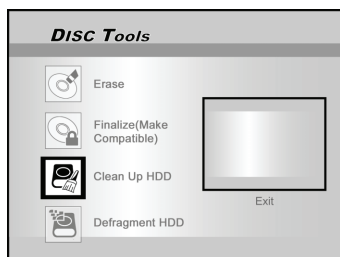 DISC Tools
Erase
Finalize(Make
Compatible)
Clean Up HDD
Exit
Defragment HDD